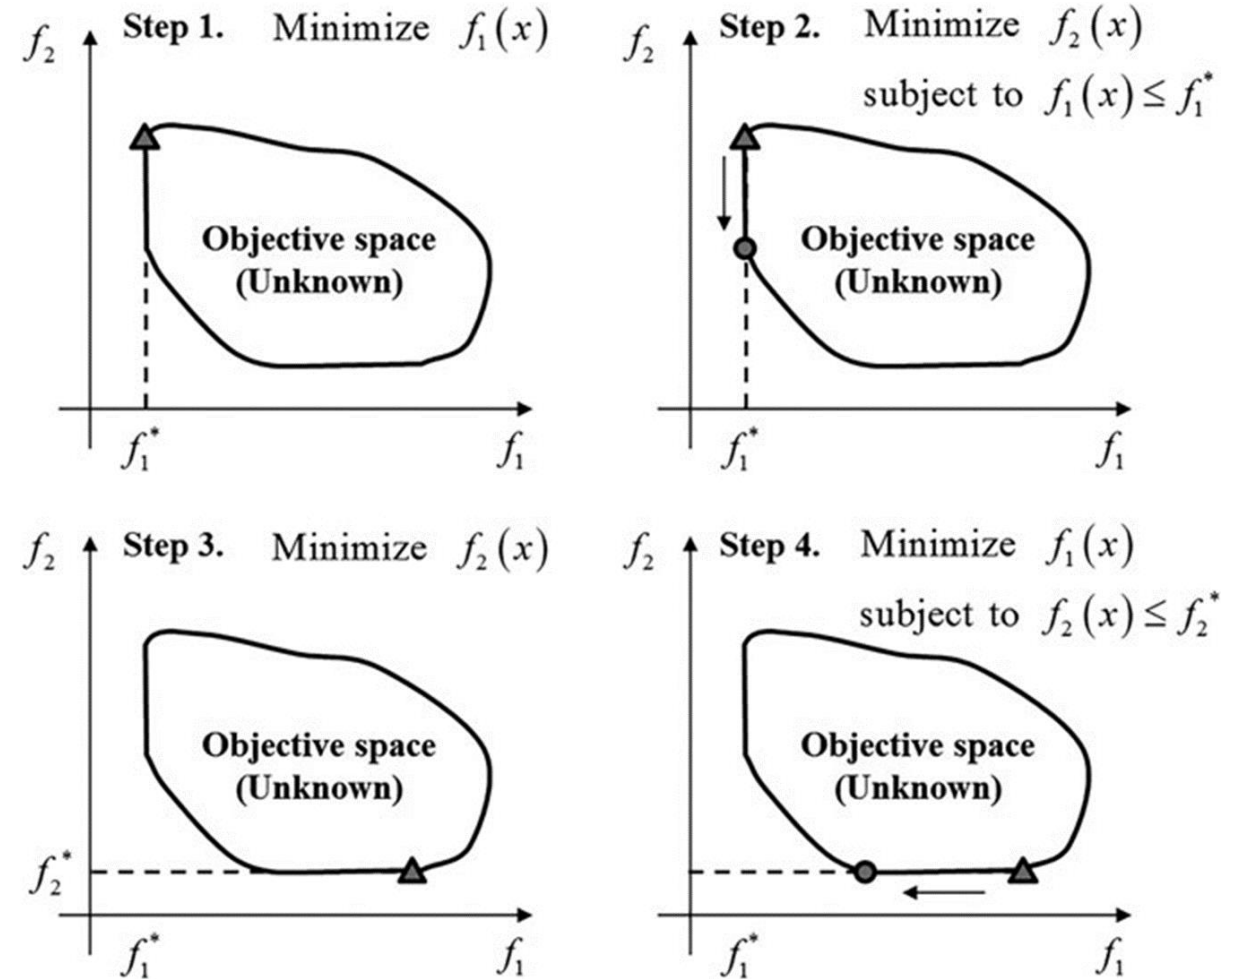 f₂ Step 1. Minimize f₁(x)
Objective space
(Unknown)
f₁*
f₁
f₂ Step 2. Minimize f₂(x)
subject to f₁(x) ≤ f₁*
Objective space
(Unknown)
f₁*
f₁
f₂ Step 3. Minimize f₂(x)
Objective space
(Unknown)
f₂*
f₁*
f₁
f₂ Step 4. Minimize f₁(x)
subject to f₂(x) ≤ f₂*
Objective space
(Unknown)
f₁*
f₁